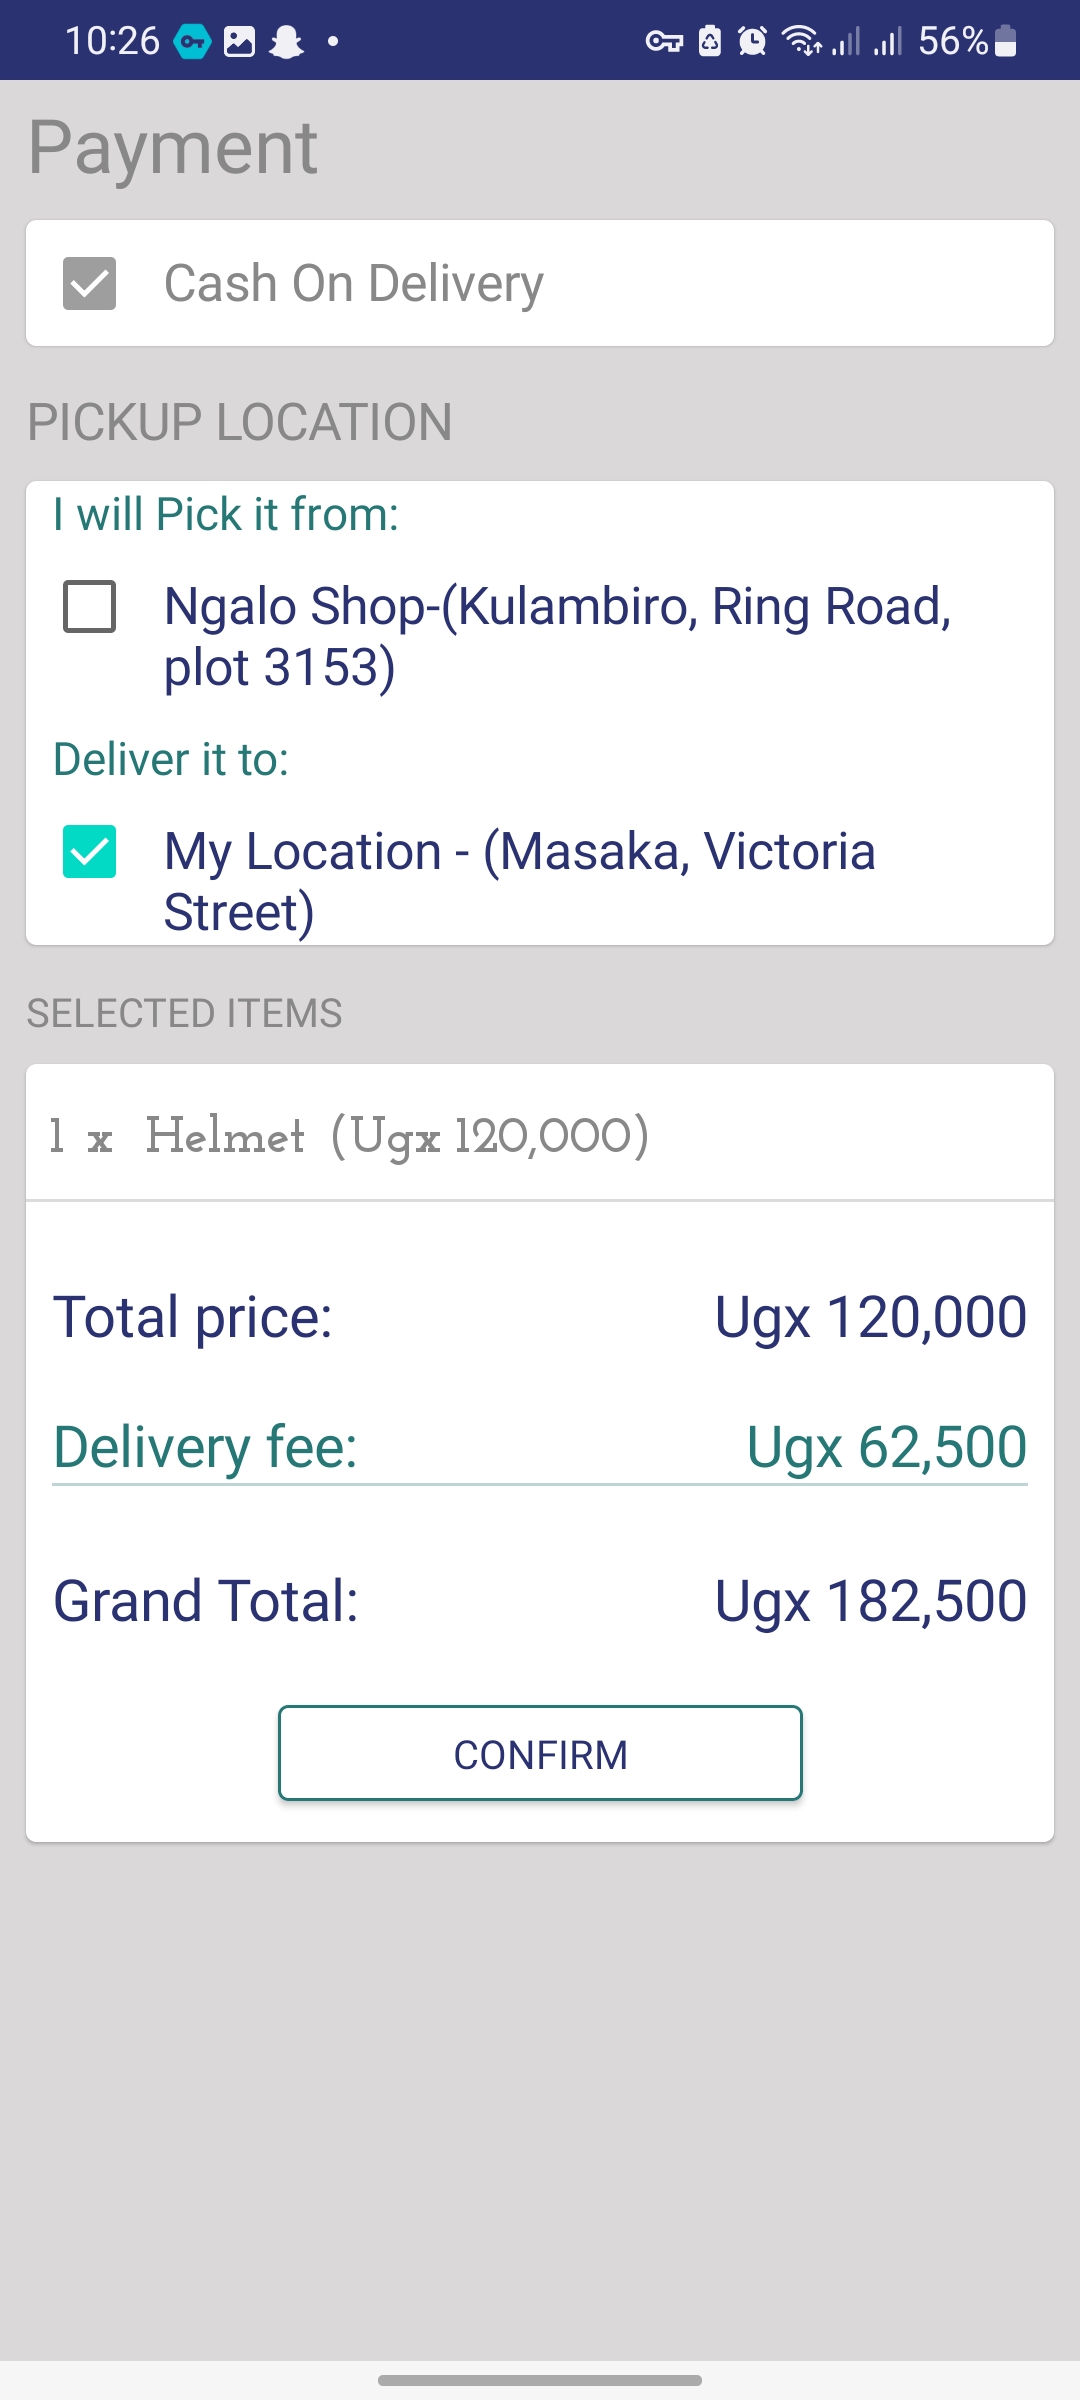 10:26 56%
Payment
Cash On Delivery
PICKUP LOCATION
I will Pick it from:
Ngalo Shop-(Kulambiro, Ring Road,
plot 3153)
Deliver it to:
My Location - (Masaka, Victoria
Street)
SELECTED ITEMS
1 x Helmet (Ugx 120,000)
Total price: Ugx 120,000
Delivery fee: Ugx 62,500
Grand Total: Ugx 182,500
CONFIRM